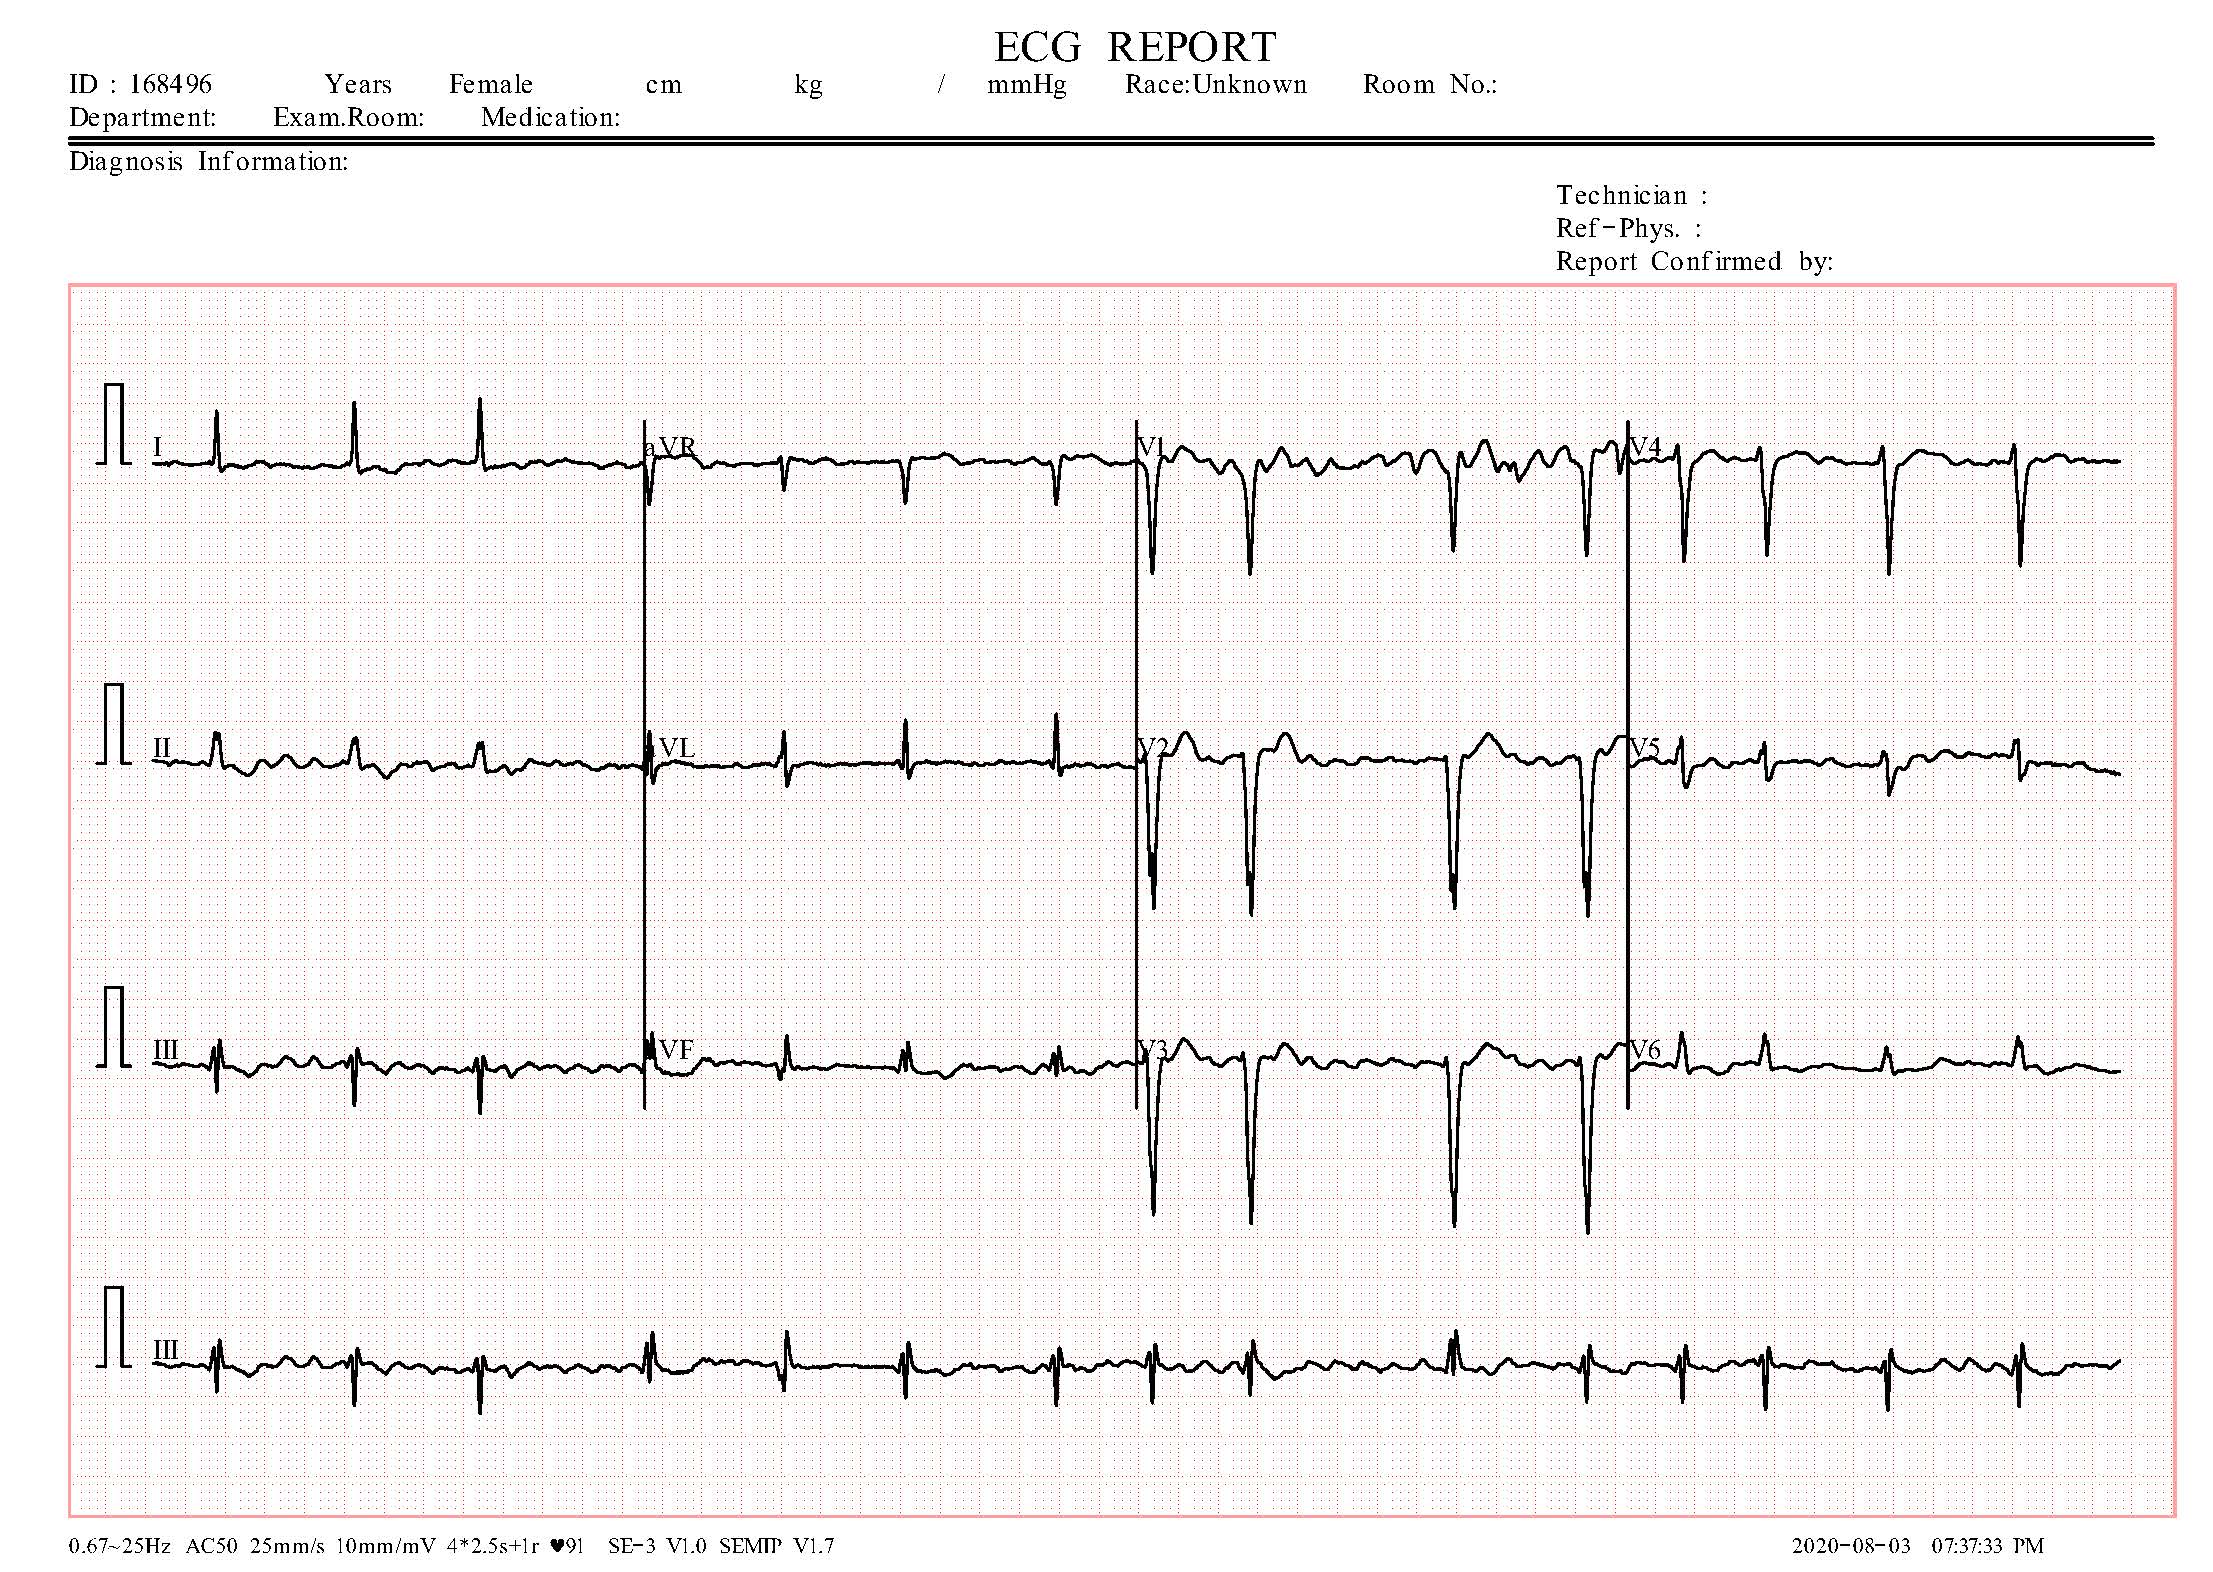 ECG REPORT
ID : 168496 Years Female cm kg / mmHg Race:Unknown Room No.:
Department: Exam.Room: Medication:
Diagnosis Information:
Technician :
Ref-Phys. :
Report Confirmed by:
I aVR V1 V4
II aVL V2 V5
III aVF V3 V6
III
0.67~25Hz AC50 25mm/s 10mm/mV 4*2.5s+1r ♥91 SE-3 V1.0 SEMIP V1.7 2020-08-03 07:37:33 PM